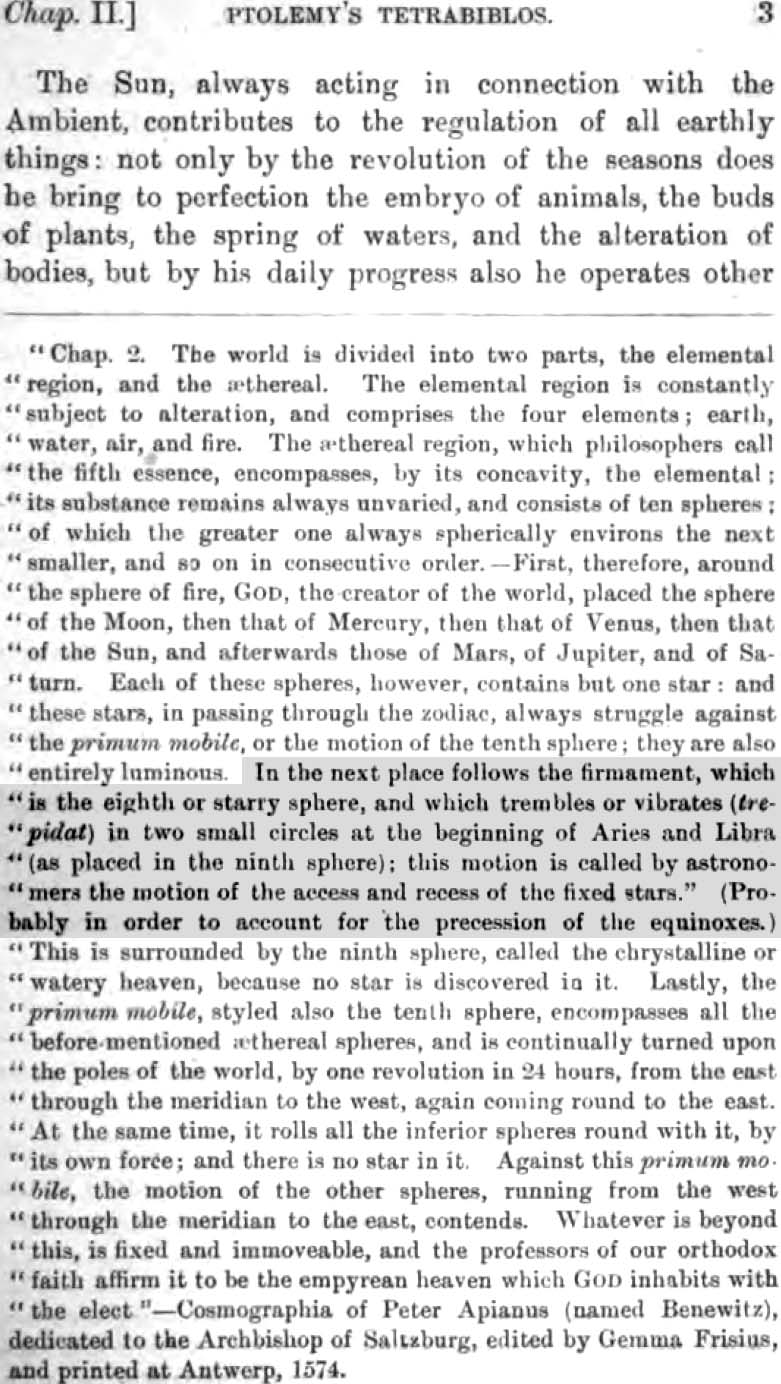 Chap. II.] PTOLEMY'S TETRABIBLOS. 3
The Sun, always acting in connection with the
Ambient, contributes to the regulation of all earthly
things: not only by the revolution of the seasons does
he bring to perfection the embryo of animals, the buds
of plants, the spring of waters, and the alteration of
bodies, but by his daily progress also he operates other
“Chap. 2. The world is divided into two parts, the elemental
“region, and the æthereal. The elemental region is constantly
“subject to alteration, and comprises the four elements; earth,
“water, air, and fire. The æthereal region, which philosophers call
“the fifth essence, encompasses, by its concavity, the elemental;
“its substance remains always unvaried, and consists of ten spheres;
“of which the greater one always spherically environs the next
“smaller, and so on in consecutive order.—First, therefore, around
“the sphere of fire, GOD, the creator of the world, placed the sphere
“of the Moon, then that of Mercury, then that of Venus, then that
“of the Sun, and afterwards those of Mars, of Jupiter, and of Sa-
“turn. Each of these spheres, however, contains but one star: and
“these stars, in passing through the zodiac, always struggle against
“the primum mobile, or the motion of the tenth sphere; they are also
“entirely luminous. In the next place follows the firmament, which
“is the eighth or starry sphere, and which trembles or vibrates (tre-
“pidat) in two small circles at the beginning of Aries and Libra
“(as placed in the ninth sphere); this motion is called by astrono-
“mers the motion of the access and recess of the fixed stars.” (Pro-
bably in order to account for the precession of the equinoxes.)
“This is surrounded by the ninth sphere, called the chrystalline or
“watery heaven, because no star is discovered in it. Lastly, the
“primum mobile, styled also the tenth sphere, encompasses all the
“before-mentioned æthereal spheres, and is continually turned upon
“the poles of the world, by one revolution in 24 hours, from the east
“through the meridian to the west, again coming round to the east.
“At the same time, it rolls all the inferior spheres round with it, by
“its own force; and there is no star in it. Against this primum mo-
“bile, the motion of the other spheres, running from the west
“through the meridian to the east, contends. Whatever is beyond
“this, is fixed and immoveable, and the professors of our orthodox
“faith affirm it to be the empyrean heaven which GOD inhabits with
“the elect”—Cosmographia of Peter Apianus (named Benewitz),
dedicated to the Archbishop of Saltzburg, edited by Gemma Frisius,
and printed at Antwerp, 1574.